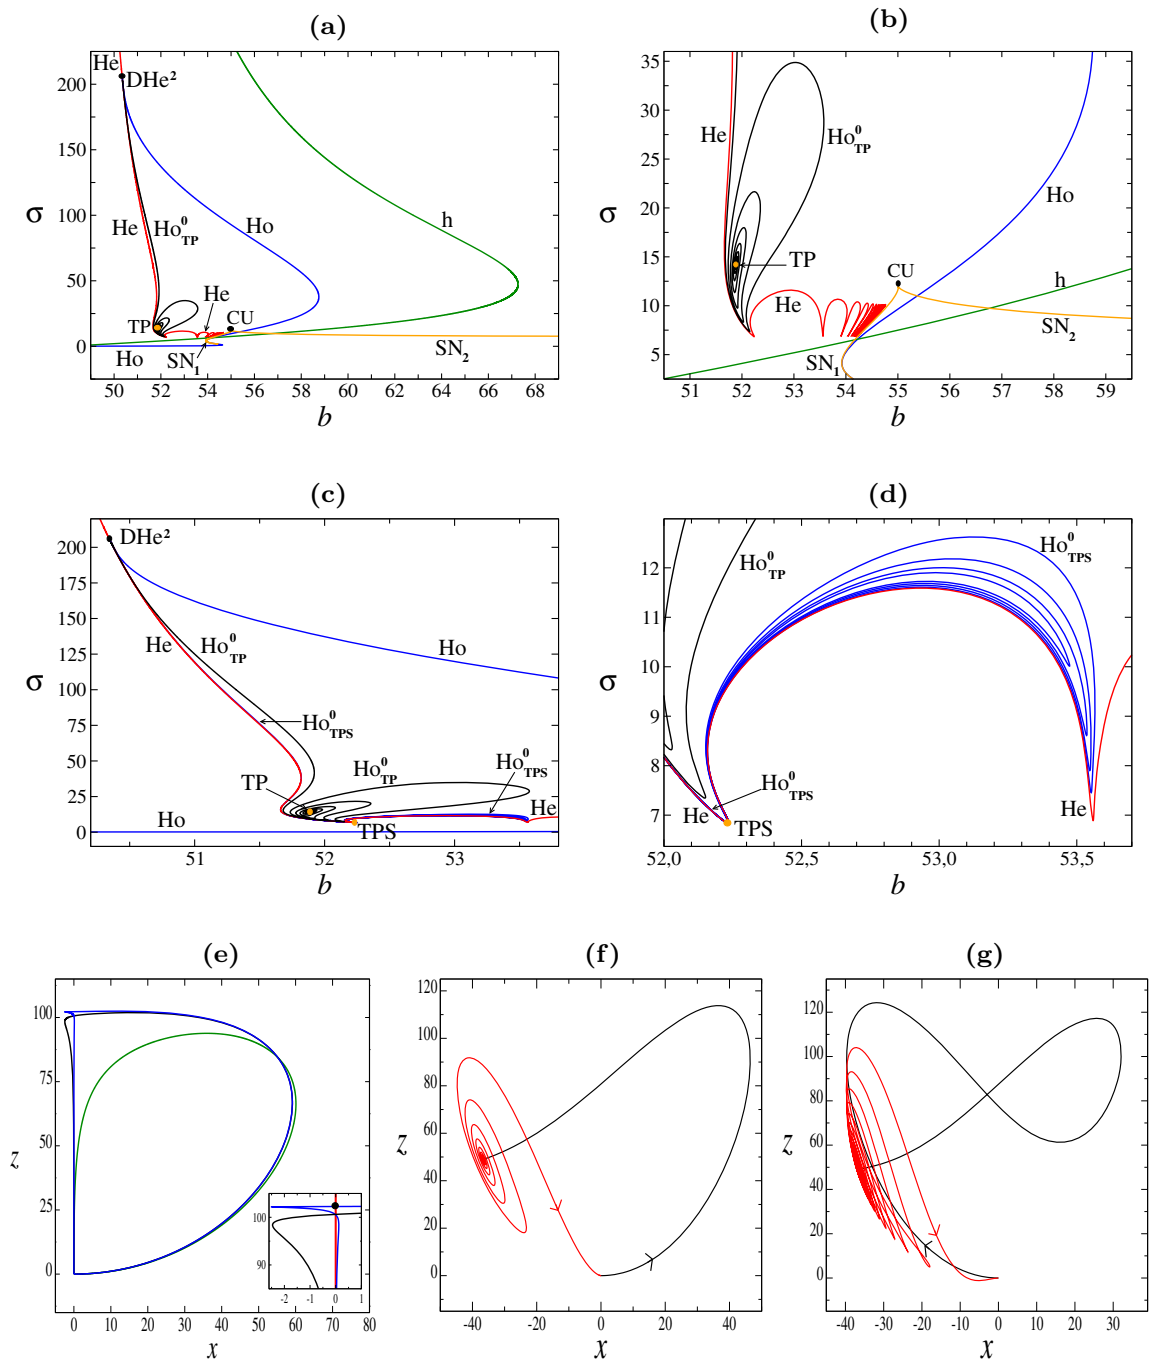 (a)
σ
200
150
100
50
0
50 52 54 56 58 60 62 64 66 68
b
He
DHe²
He
Ho⁰TP
Ho
h
TP
He
CU
SN₁
SN₂
Ho
(b)
σ
35
30
25
20
15
10
5
51 52 53 54 55 56 57 58 59
b
He
Ho⁰TP
Ho
TP
CU
h
He
SN₁
SN₂
(c)
σ
200
175
150
125
100
75
50
25
0
51 52 53
b
DHe²
He
Ho⁰TP
Ho
Ho⁰TPS
TP
Ho⁰TP
Ho⁰TPS
He
Ho
TPS
(d)
σ
12
11
10
9
8
7
52,0 52,5 53,0 53,5
b
Ho⁰TP
Ho⁰TPS
He
Ho⁰TPS
TPS
He
(e)
z
100
75
50
25
0
0 10 20 30 40 50 60 70 80
x
100
90
-2 -1 0 1
(f)
z
120
100
80
60
40
20
0
-40 -20 0 20 40
x
(g)
z
120
100
80
60
40
20
0
-40 -30 -20 -10 0 10 20 30
x